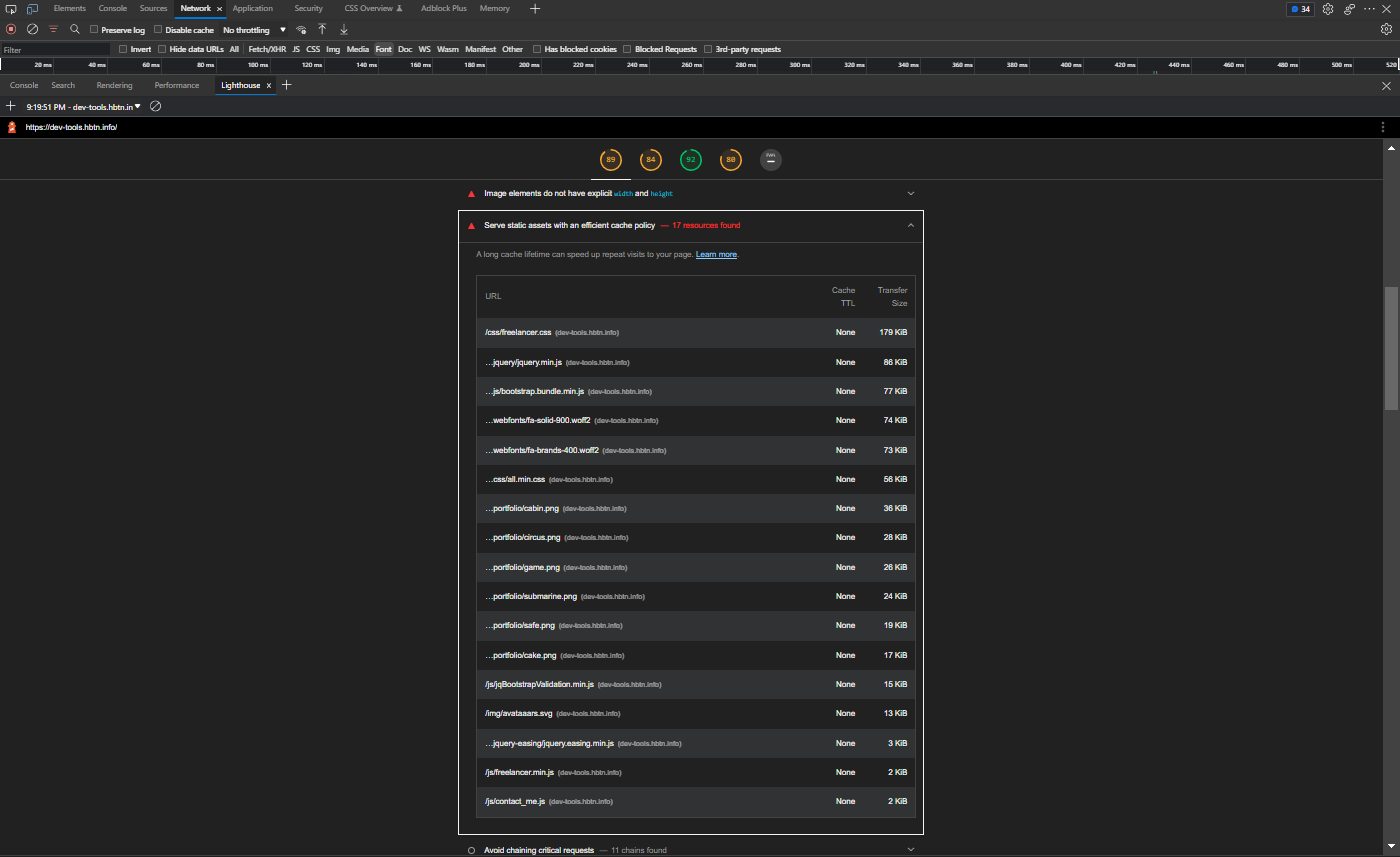 Elements Console Sources Network × Application Security CSS Overview Adblock Plus Memory 34
Preserve log Disable cache No throttling
Filter Invert Hide data URLs All Fetch/XHR JS CSS Img Media Font Doc WS Wasm Manifest Other Has blocked cookies Blocked Requests 3rd-party requests
20 ms 40 ms 60 ms 80 ms 100 ms 120 ms 140 ms 160 ms 180 ms 200 ms 220 ms 240 ms 260 ms 280 ms 300 ms 320 ms 340 ms 360 ms 380 ms 400 ms 420 ms 440 ms 460 ms 480 ms 500 ms 520
Console Search Rendering Performance Lighthouse ×
9:19:51 PM - dev-tools.hbtn.in
https://dev-tools.hbtn.info/
89 84 92 80 PWA
Image elements do not have explicit width and height
Serve static assets with an efficient cache policy — 17 resources found
A long cache lifetime can speed up repeat visits to your page. Learn more.
URL Cache TTL Transfer Size
/css/freelancer.css (dev-tools.hbtn.info) None 179 KiB
…jquery/jquery.min.js (dev-tools.hbtn.info) None 86 KiB
…js/bootstrap.bundle.min.js (dev-tools.hbtn.info) None 77 KiB
…webfonts/fa-solid-900.woff2 (dev-tools.hbtn.info) None 74 KiB
…webfonts/fa-brands-400.woff2 (dev-tools.hbtn.info) None 73 KiB
…css/all.min.css (dev-tools.hbtn.info) None 56 KiB
…portfolio/cabin.png (dev-tools.hbtn.info) None 36 KiB
…portfolio/circus.png (dev-tools.hbtn.info) None 28 KiB
…portfolio/game.png (dev-tools.hbtn.info) None 26 KiB
…portfolio/submarine.png (dev-tools.hbtn.info) None 24 KiB
…portfolio/safe.png (dev-tools.hbtn.info) None 19 KiB
…portfolio/cake.png (dev-tools.hbtn.info) None 17 KiB
/js/jqBootstrapValidation.min.js (dev-tools.hbtn.info) None 15 KiB
/img/avataaars.svg (dev-tools.hbtn.info) None 13 KiB
…jquery-easing/jquery.easing.min.js (dev-tools.hbtn.info) None 3 KiB
/js/freelancer.min.js (dev-tools.hbtn.info) None 2 KiB
/js/contact_me.js (dev-tools.hbtn.info) None 2 KiB
Avoid chaining critical requests — 11 chains found